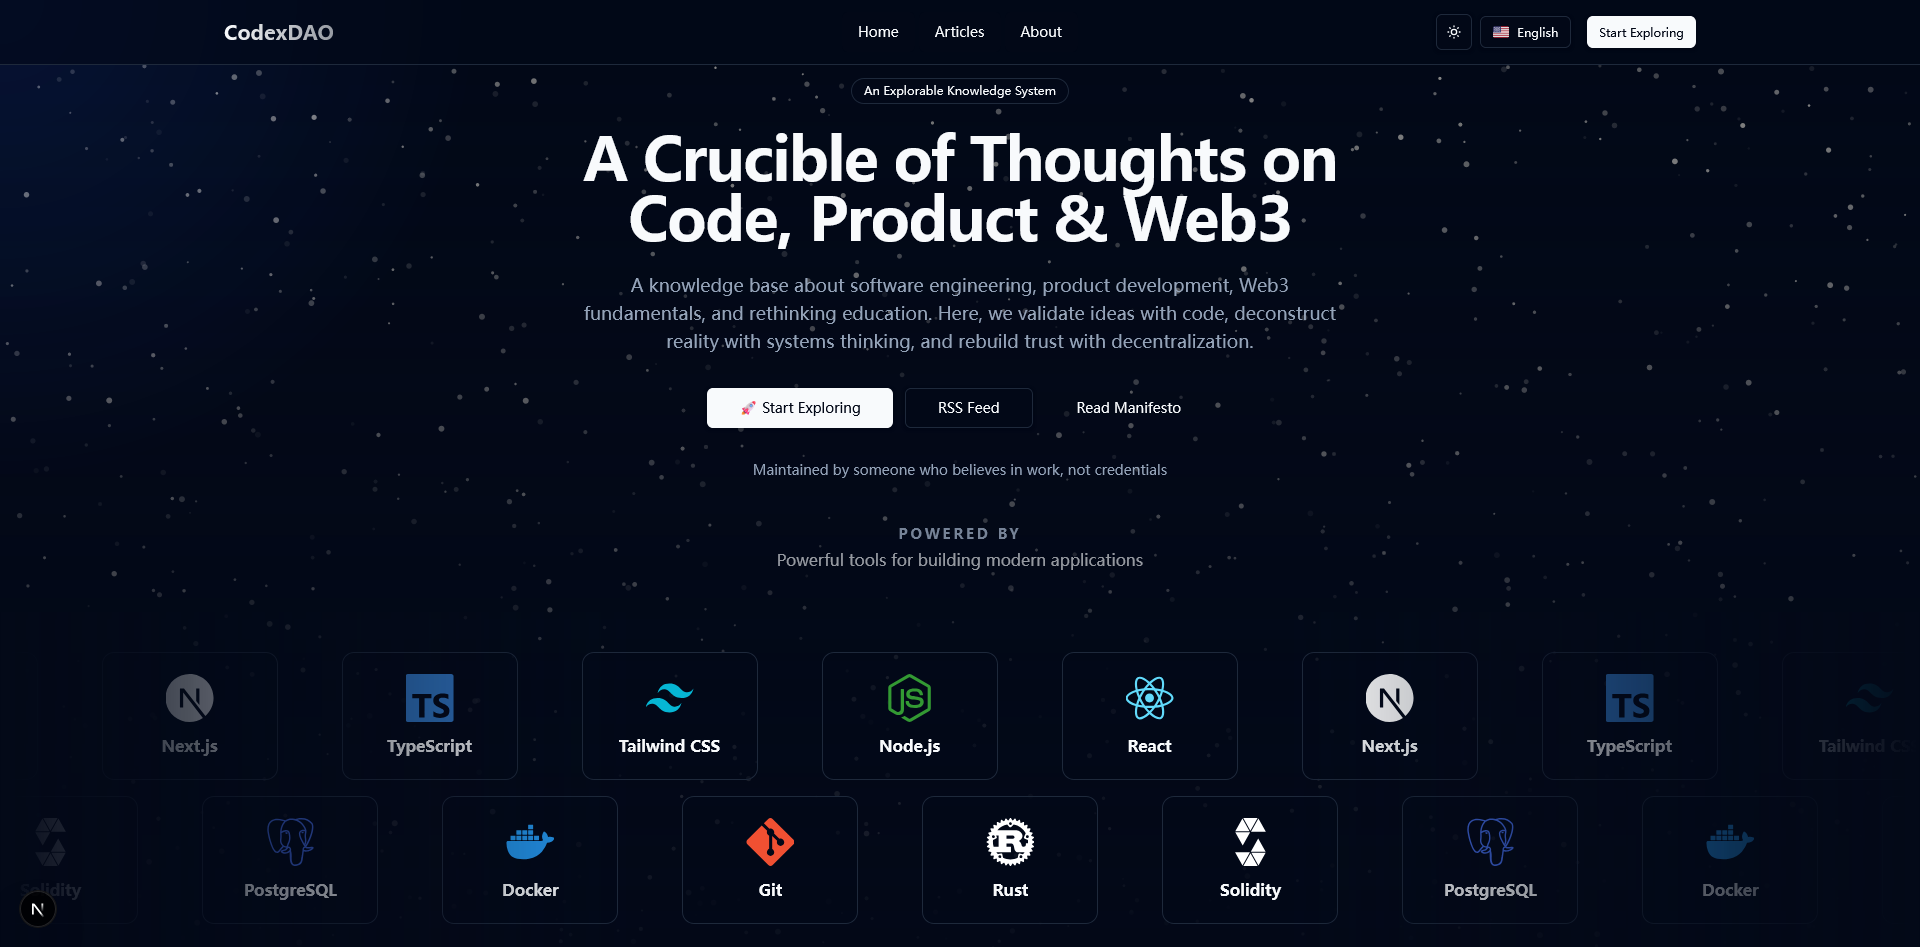 CodexDAO
Home
Articles
About
English
Start Exploring
An Explorable Knowledge System
A Crucible of Thoughts on
Code, Product & Web3
A knowledge base about software engineering, product development, Web3
fundamentals, and rethinking education. Here, we validate ideas with code, deconstruct
reality with systems thinking, and rebuild trust with decentralization.
🚀 Start Exploring
RSS Feed
Read Manifesto
Maintained by someone who believes in work, not credentials
POWERED BY
Powerful tools for building modern applications
Next.js
TS
TypeScript
Tailwind CSS
JS
Node.js
React
Next.js
TS
TypeScript
Tailwind CS
Solidity
PostgreSQL
Docker
Git
R
Rust
Solidity
PostgreSQL
Docker